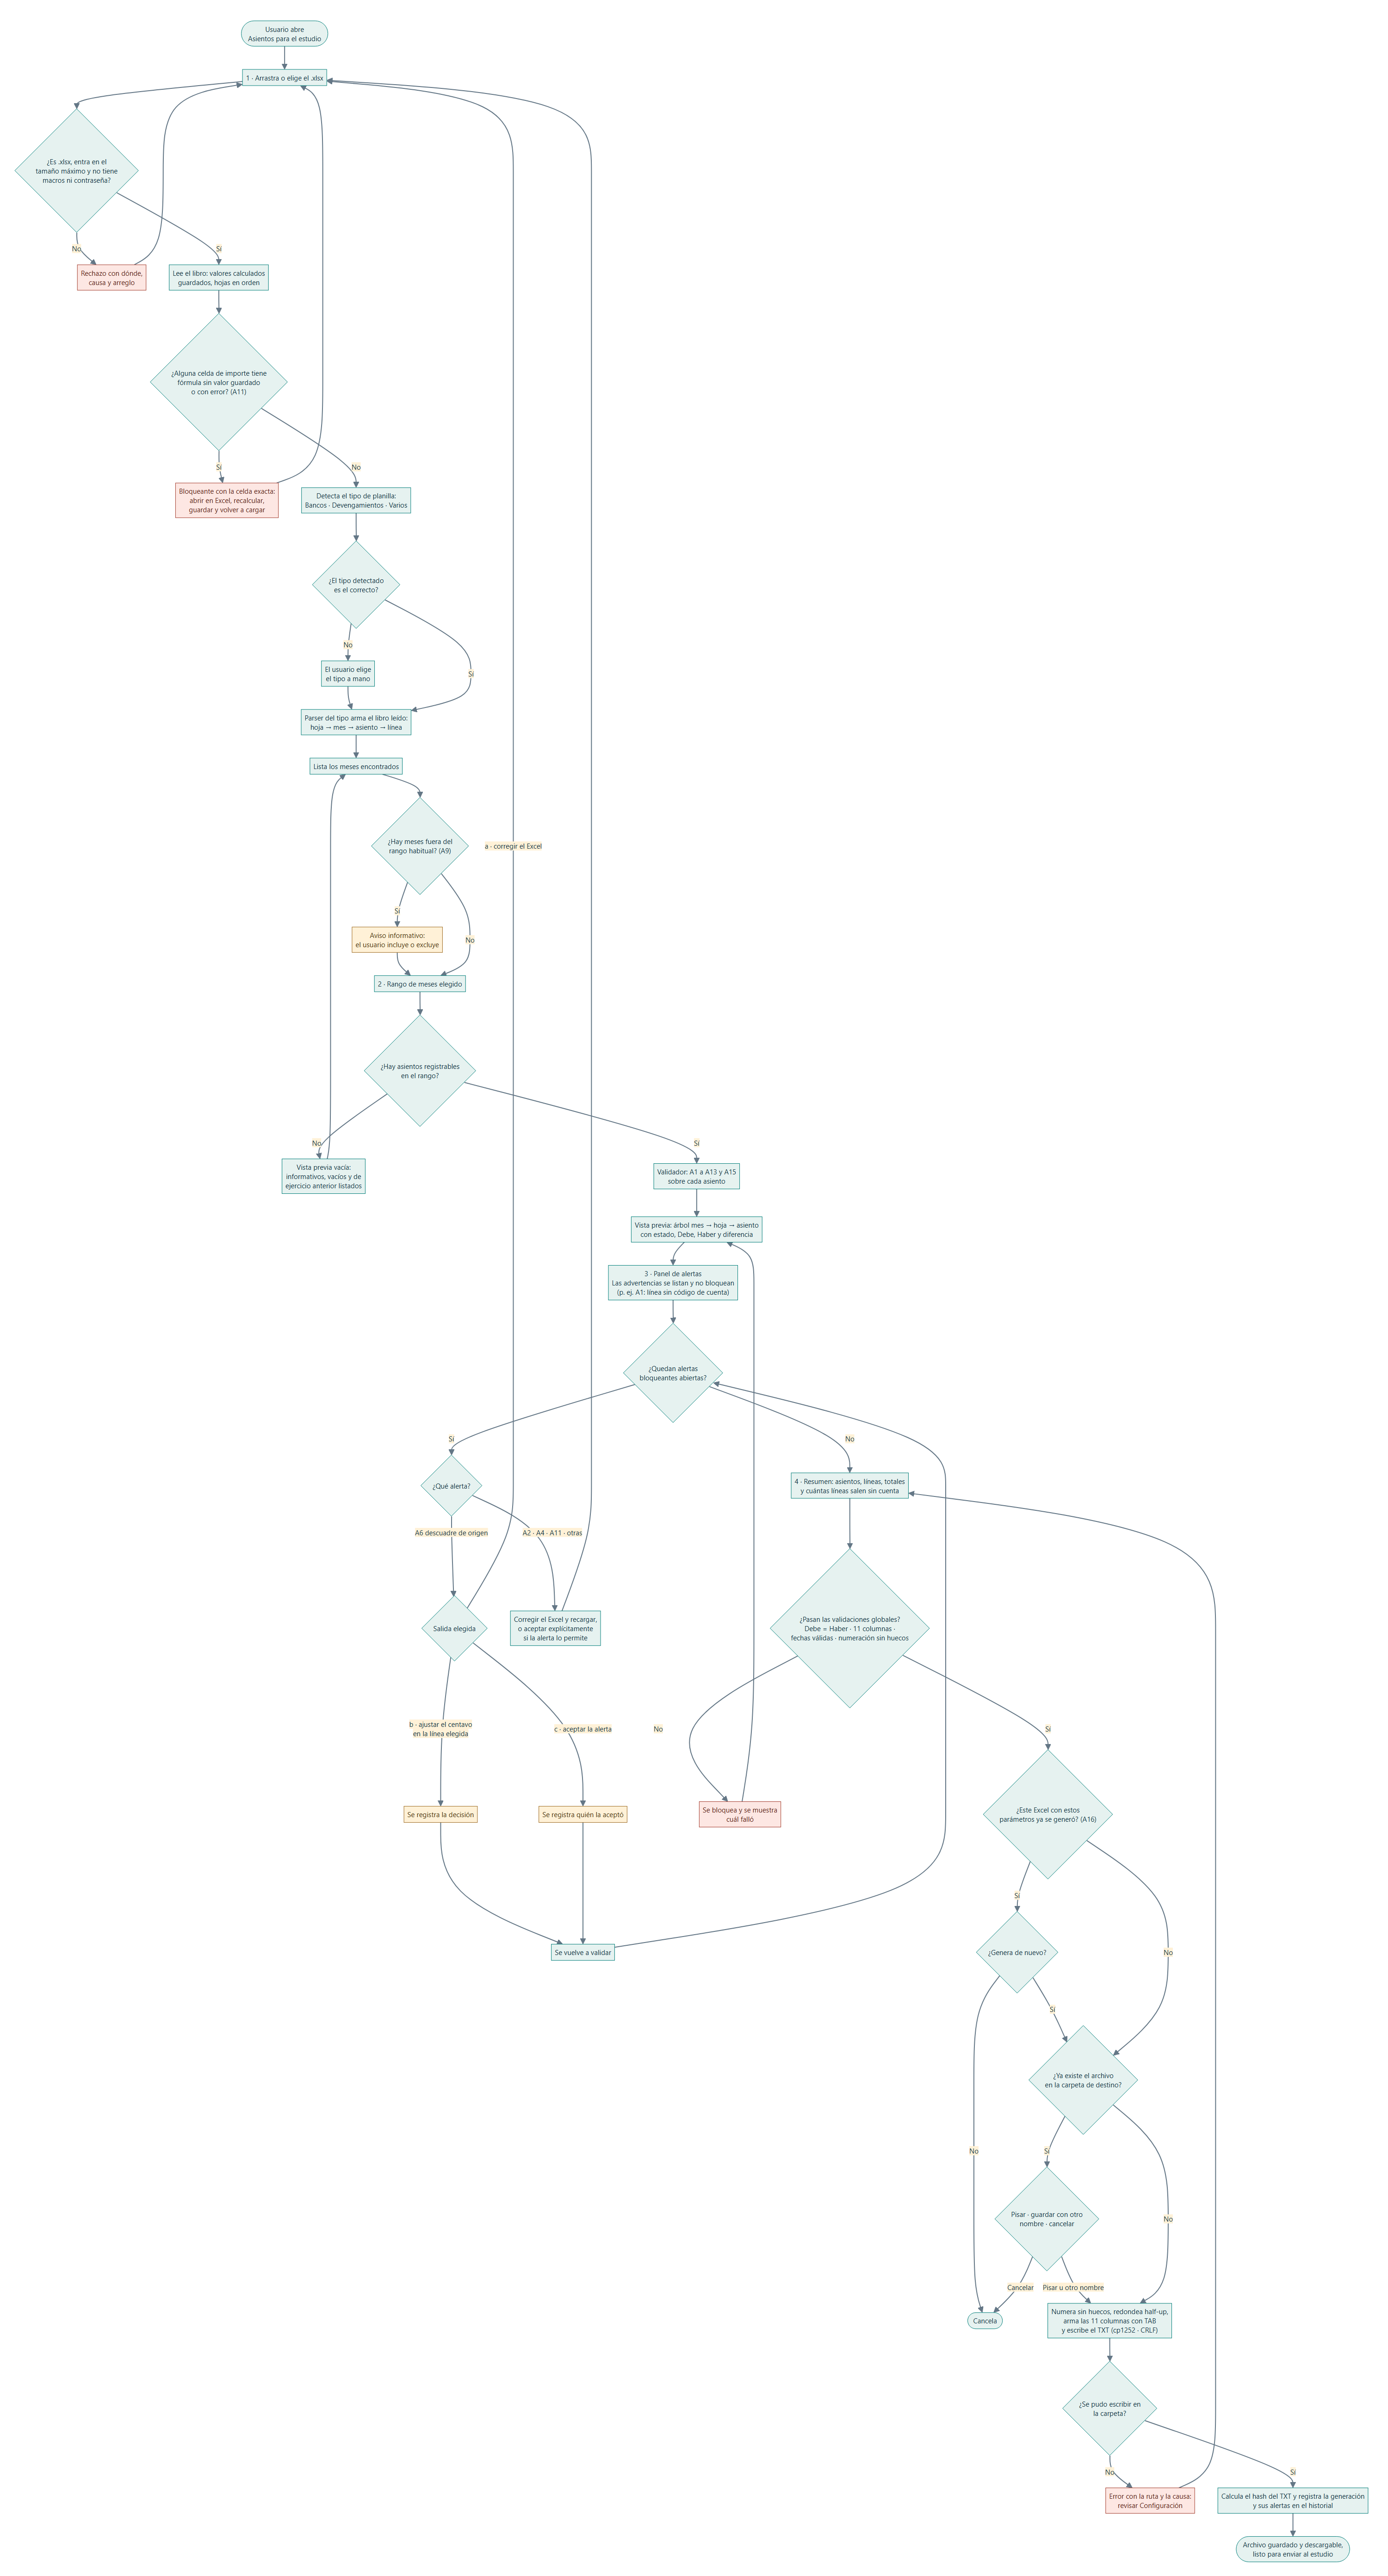 Usuario abre
Asientos para el estudio
1 · Arrastra o elige el .xlsx
¿Es .xlsx, entra en el
tamaño máximo y no tiene
macros ni contraseña?
No
Sí
Rechazo con dónde,
causa y arreglo
Lee el libro: valores calculados
guardados, hojas en orden
¿Alguna celda de importe tiene
fórmula sin valor guardado
o con error? (A11)
Sí
No
Bloqueante con la celda exacta:
abrir en Excel, recalcular,
guardar y volver a cargar
Detecta el tipo de planilla:
Bancos · Devengamientos · Varios
¿El tipo detectado
es el correcto?
No
Sí
El usuario elige
el tipo a mano
Parser del tipo arma el libro leído:
hoja → mes → asiento → línea
Lista los meses encontrados
¿Hay meses fuera del
rango habitual? (A9)
a · corregir el Excel
Sí
No
Aviso informativo:
el usuario incluye o excluye
2 · Rango de meses elegido
¿Hay asientos registrables
en el rango?
No
Sí
Vista previa vacía:
informativos, vacíos y de
ejercicio anterior listados
Validador: A1 a A13 y A15
sobre cada asiento
Vista previa: árbol mes → hoja → asiento
con estado, Debe, Haber y diferencia
3 · Panel de alertas
Las advertencias se listan y no bloquean
(p. ej. A1: línea sin código de cuenta)
¿Quedan alertas
bloqueantes abiertas?
Sí
No
¿Qué alerta?
4 · Resumen: asientos, líneas, totales
y cuántas líneas salen sin cuenta
A6 descuadre de origen
A2 · A4 · A11 · otras
Salida elegida
Corregir el Excel y recargar,
o aceptar explícitamente
si la alerta lo permite
¿Pasan las validaciones globales?
Debe = Haber · 11 columnas ·
fechas válidas · numeración sin huecos
b · ajustar el centavo
en la línea elegida
c · aceptar la alerta
No
Sí
Se registra la decisión
Se registra quién la aceptó
Se bloquea y se muestra
cuál falló
¿Este Excel con estos
parámetros ya se generó? (A16)
Sí
No
Se vuelve a validar
¿Genera de nuevo?
Sí
¿Ya existe el archivo
en la carpeta de destino?
No
Sí
No
Pisar · guardar con otro
nombre · cancelar
Cancelar
Pisar u otro nombre
Cancela
Numera sin huecos, redondea half-up,
arma las 11 columnas con TAB
y escribe el TXT (cp1252 · CRLF)
¿Se pudo escribir en
la carpeta?
No
Sí
Error con la ruta y la causa:
revisar Configuración
Calcula el hash del TXT y registra la generación
y sus alertas en el historial
Archivo guardado y descargable,
listo para enviar al estudio